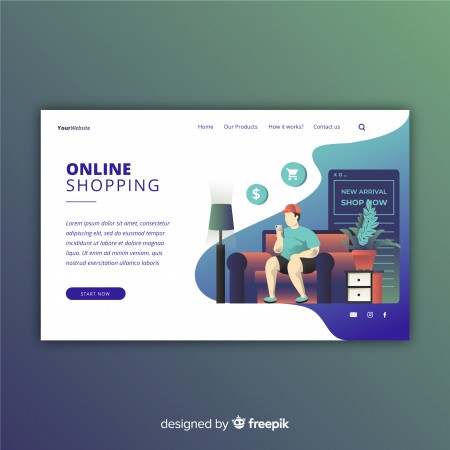 YourWebsite
Home Our Products How it works? Contact us
ONLINE
SHOPPING
Lorem ipsum dolor sit amet,
consectetur adipiscing elit, sed do
eiusmod tempor incididunt ut
labore et dolore magna aliqua. Ut
enim ad minim veniam, quis nostrud
exercitation ullamco laboris
START NOW
$
X O _
NEW ARRIVAL
SHOP NOW
designed by freepik